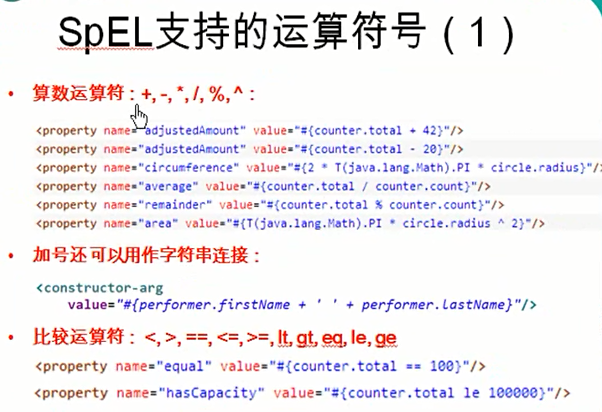 SpEL支持的运算符号（1）
• 算数运算符：+, -, *, /, %, ^：
<property name="adjustedAmount" value="#{counter.total + 42}"/>
<property name="adjustedAmount" value="#{counter.total - 20}"/>
<property name="circumference" value="#{2 * T(java.lang.Math).PI * circle.radius}"/>
<property name="average" value="#{counter.total / counter.count}"/>
<property name="remainder" value="#{counter.total % counter.count}"/>
<property name="area" value="#{T(java.lang.Math).PI * circle.radius ^ 2}"/>
• 加号还可以用作字符串连接：
<constructor-arg
value="#{performer.firstName + ' ' + performer.lastName}"/>
• 比较运算符：<, >, ==, <=, >=, lt, gt, eq, le, ge
<property name="equal" value="#{counter.total == 100}"/>
<property name="hasCapacity" value="#{counter.total le 100000}"/>